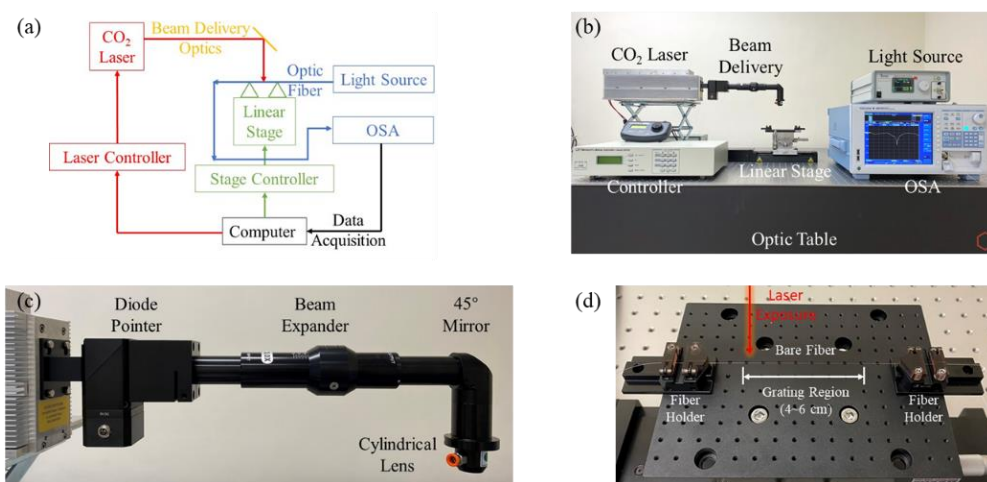 (a)
CO₂
Laser
Beam Delivery
Optics
Optic
Fiber
Light Source
Linear
Stage
OSA
Laser Controller
Stage Controller
Computer
Data
Acquisition
(b)
CO₂ Laser
Beam
Delivery
Light Source
Controller
Linear Stage
OSA
Optic Table
(c)
Diode
Pointer
Beam
Expander
45°
Mirror
Cylindrical
Lens
(d)
Laser
Exposure
Bare Fiber
Grating Region
(4~6 cm)
Fiber
Holder
Fiber
Holder